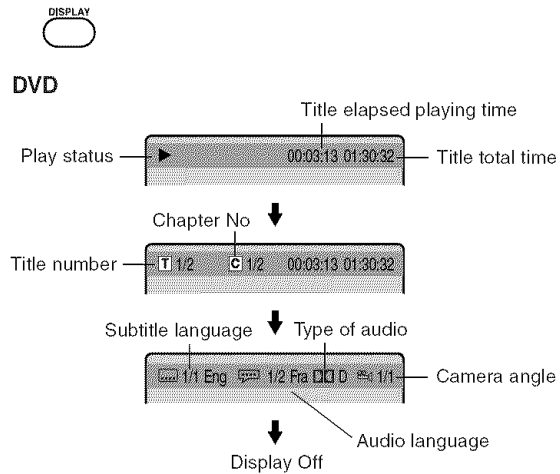 DISPLAY
DVD
Title elapsed playing time
Play status
00:03:13 01:30:32
Title total time
Chapter No
Title number
T 1/2 C 1/2 00:03:13 01:30:32
Subtitle language
Type of audio
1/1 Eng 1/2 Fra D 1/1
Camera angle
Audio language
Display Off